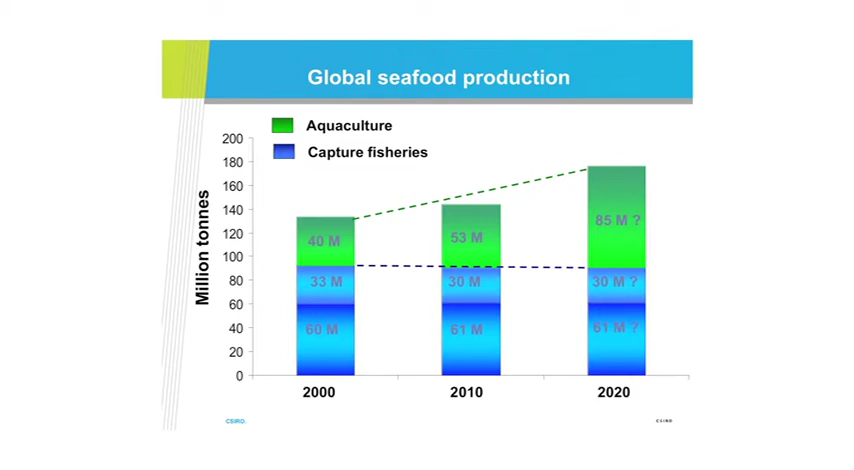 Global seafood production
Aquaculture
Capture fisheries
Million tonnes
200
180
160
140
120
100
80
60
40
20
0
40 M
53 M
85 M ?
33 M
30 M
30 M ?
60 M
61 M
61 M ?
2000 2010 2020
CSIRO. CSIRO